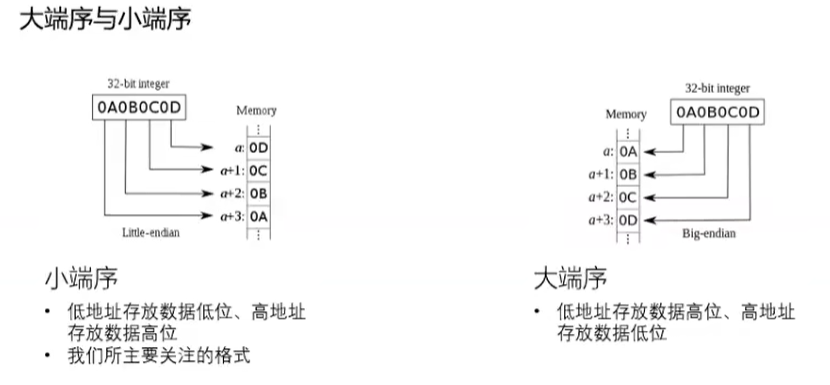 大端序与小端序
32-bit integer
0A0B0C0D
Memory
⋮
a: 0D
a+1: 0C
a+2: 0B
a+3: 0A
⋮
Little-endian
小端序
• 低地址存放数据低位、高地址
存放数据高位
• 我们所主要关注的格式
32-bit integer
0A0B0C0D
Memory
⋮
a: 0A
a+1: 0B
a+2: 0C
a+3: 0D
⋮
Big-endian
大端序
• 低地址存放数据高位、高地址
存放数据低位